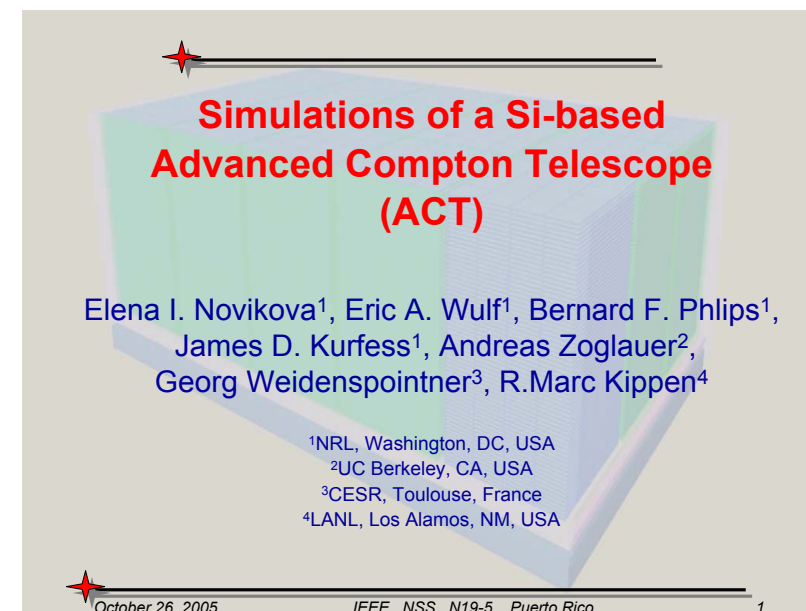 Simulations of a Si-based
Advanced Compton Telescope
(ACT)
Elena I. Novikova¹, Eric A. Wulf¹, Bernard F. Phlips¹,
James D. Kurfess¹, Andreas Zoglauer²,
Georg Weidenspointner³, R.Marc Kippen⁴
¹NRL, Washington, DC, USA
²UC Berkeley, CA, USA
³CESR, Toulouse, France
⁴LANL, Los Alamos, NM, USA
October 26, 2005 IEEE NSS N19-5 Puerto Rico 1